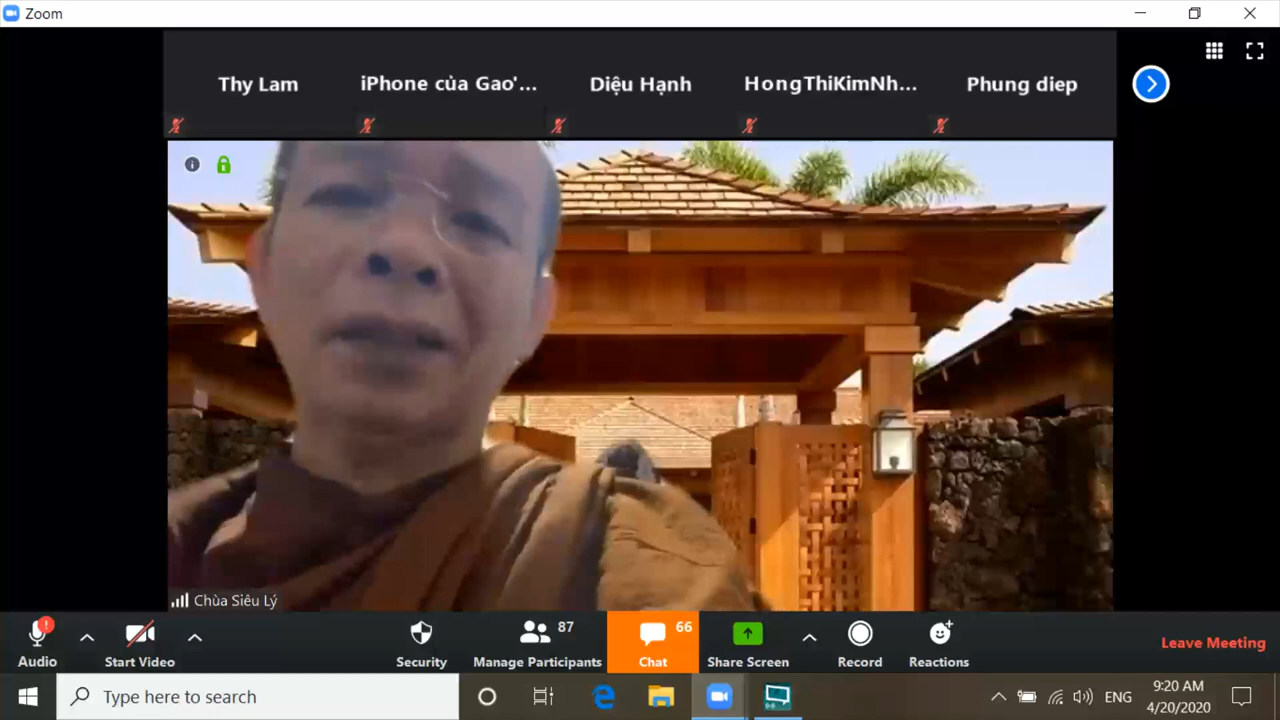 Zoom
Thy Lam
iPhone của Gao'...
Diệu Hạnh
HongThiKimNh...
Phung diep
Chùa Siêu Lý
Audio
Start Video
Security
87
Manage Participants
66
Chat
Share Screen
Record
Reactions
Leave Meeting
Type here to search
ENG
9:20 AM
4/20/2020